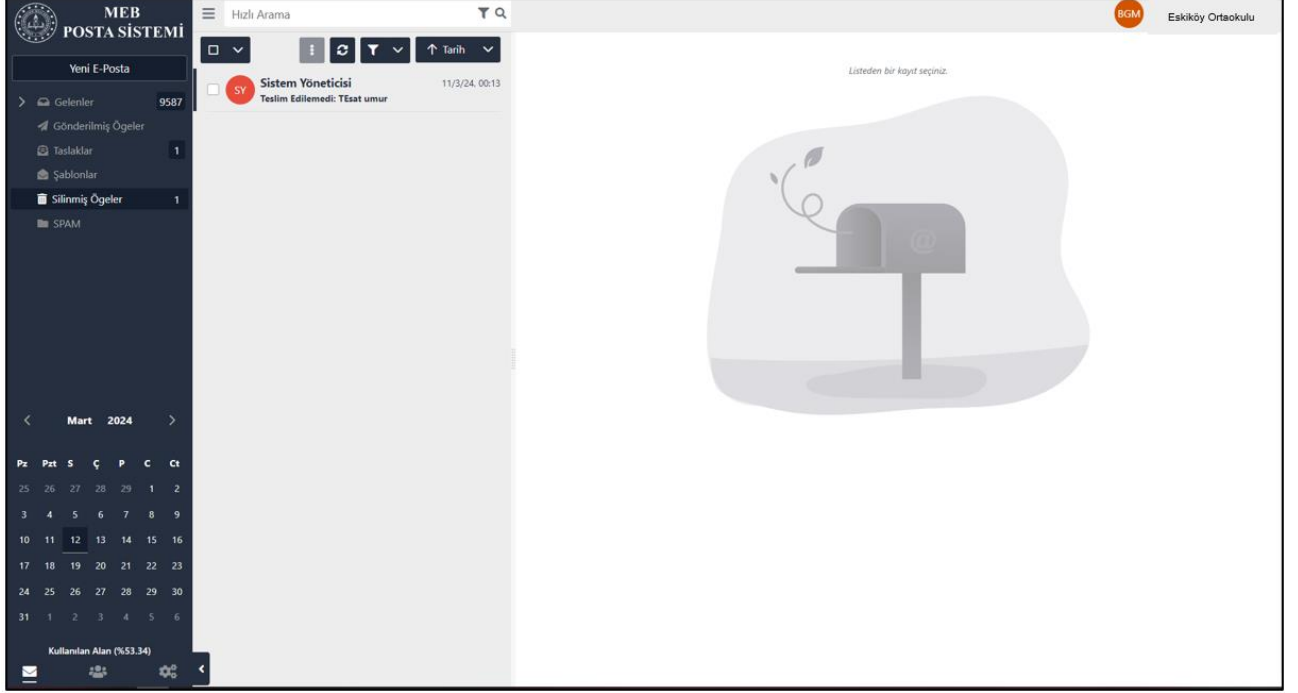 MEB
POSTA SİSTEMİ
Yeni E-Posta
Gelenler 9587
Gönderilmiş Ögeler
Taslaklar 1
Şablonlar
Silinmiş Ögeler 1
SPAM
Mart 2024
Pz Pzt S Ç P C Ct
25 26 27 28 29 1 2
3 4 5 6 7 8 9
10 11 12 13 14 15 16
17 18 19 20 21 22 23
24 25 26 27 28 29 30
31 1 2 3 4 5 6
Kullanılan Alan (%53.34)
Hızlı Arama
Tarih
SY
Sistem Yöneticisi 11/3/24, 00:13
Teslim Edilemedi: TEsat umur
BGM Eskiköy Ortaokulu
Listeden bir kayıt seçiniz.
@